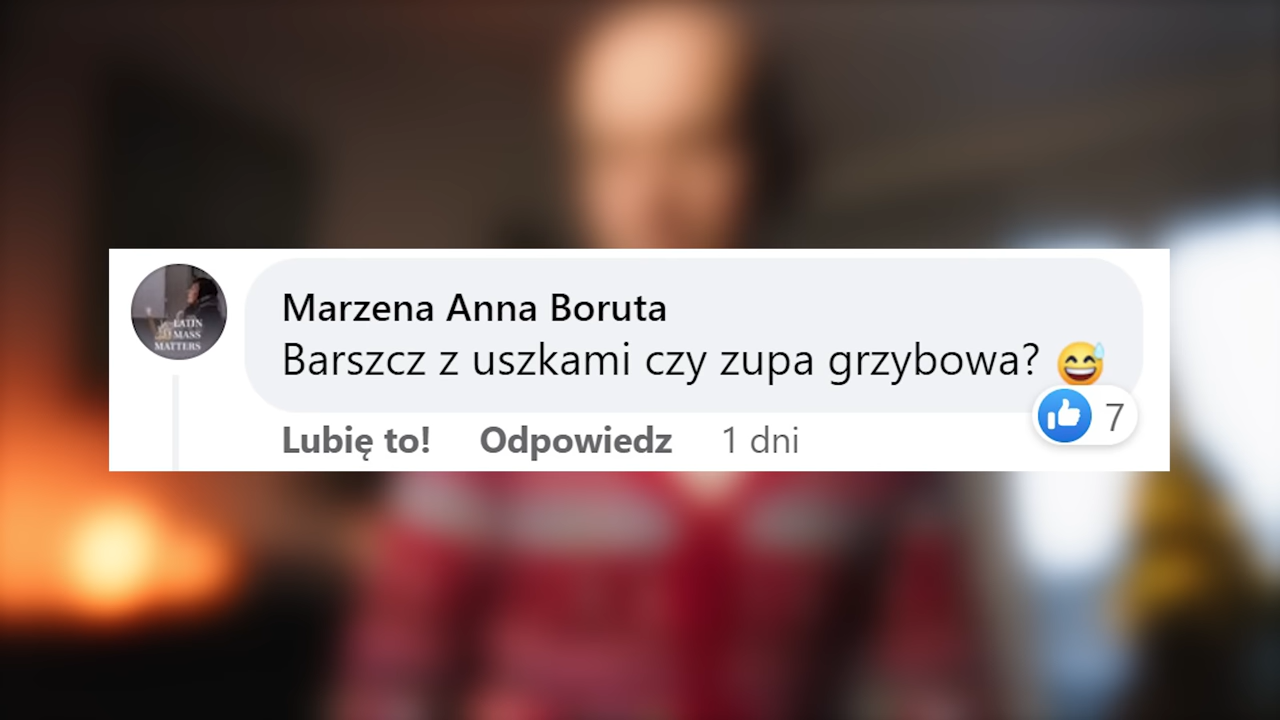 Marzena Anna Boruta
Barszcz z uszkami czy zupa grzybowa? 😅
LATIN
MASS
MATTERS
7
Lubię to! Odpowiedz 1 dni